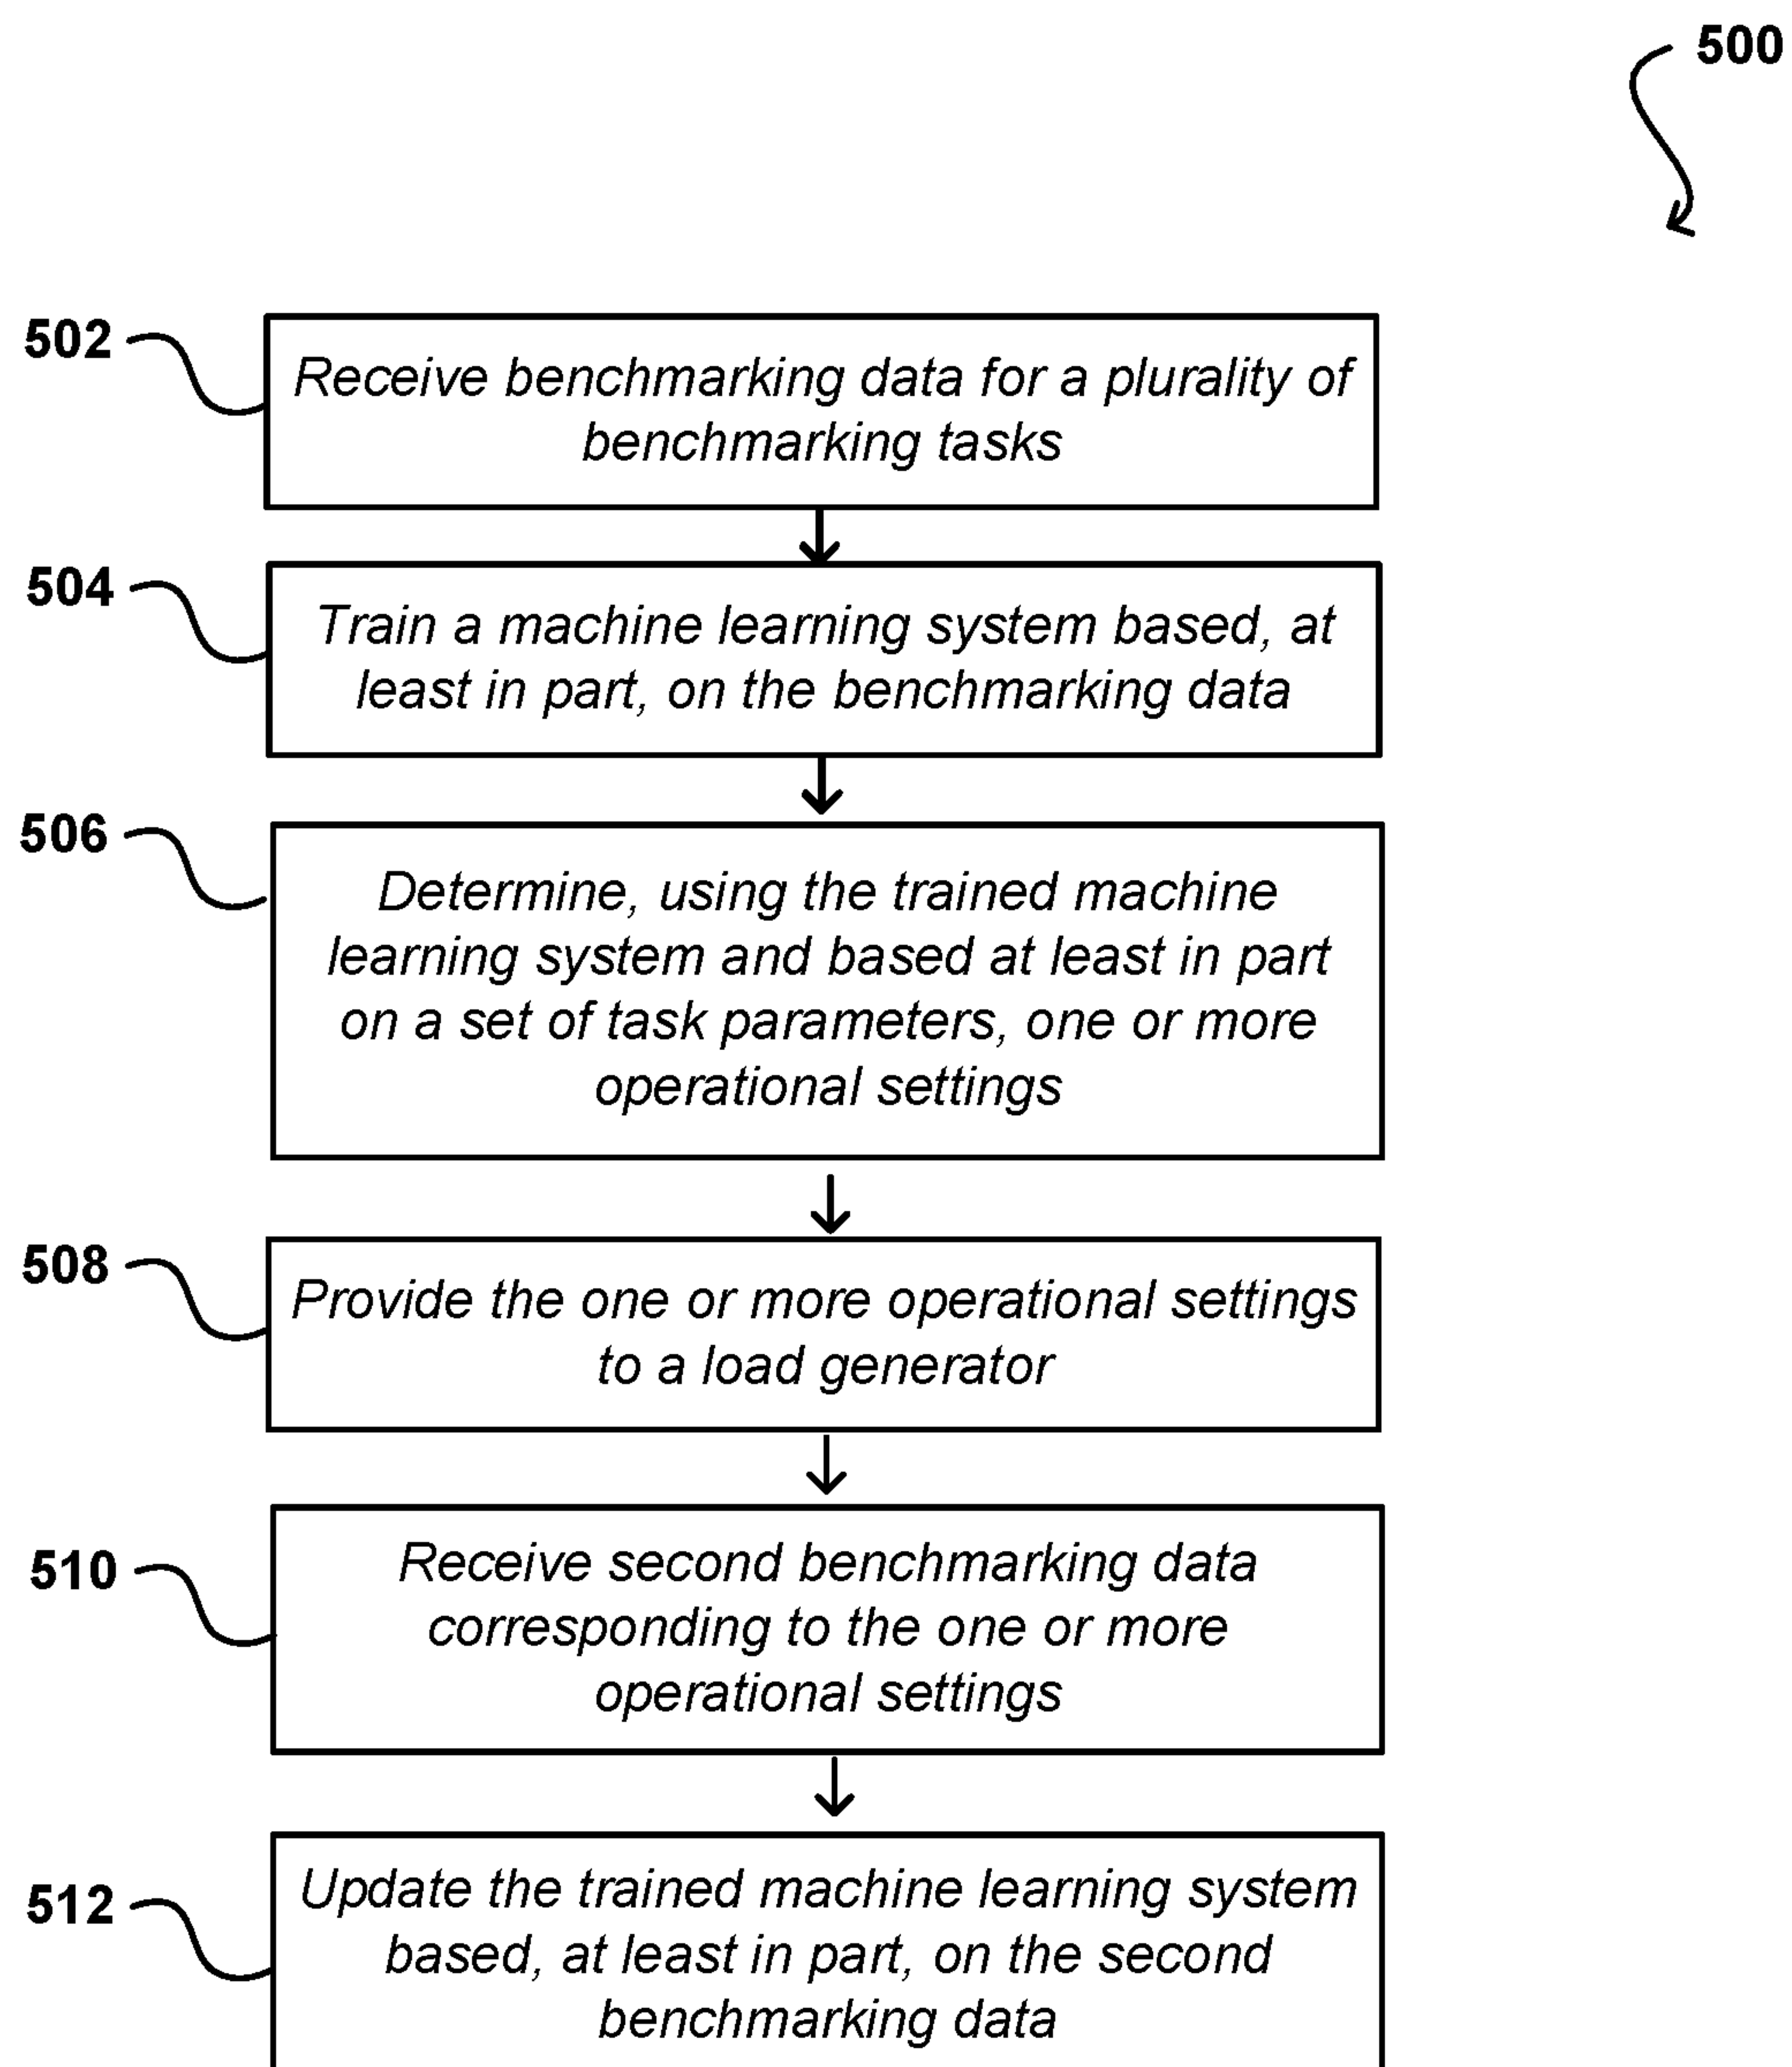 500
502
Receive benchmarking data for a plurality of
benchmarking tasks
504
Train a machine learning system based, at
least in part, on the benchmarking data
506
Determine, using the trained machine
learning system and based at least in part
on a set of task parameters, one or more
operational settings
508
Provide the one or more operational settings
to a load generator
510
Receive second benchmarking data
corresponding to the one or more
operational settings
512
Update the trained machine learning system
based, at least in part, on the second
benchmarking data